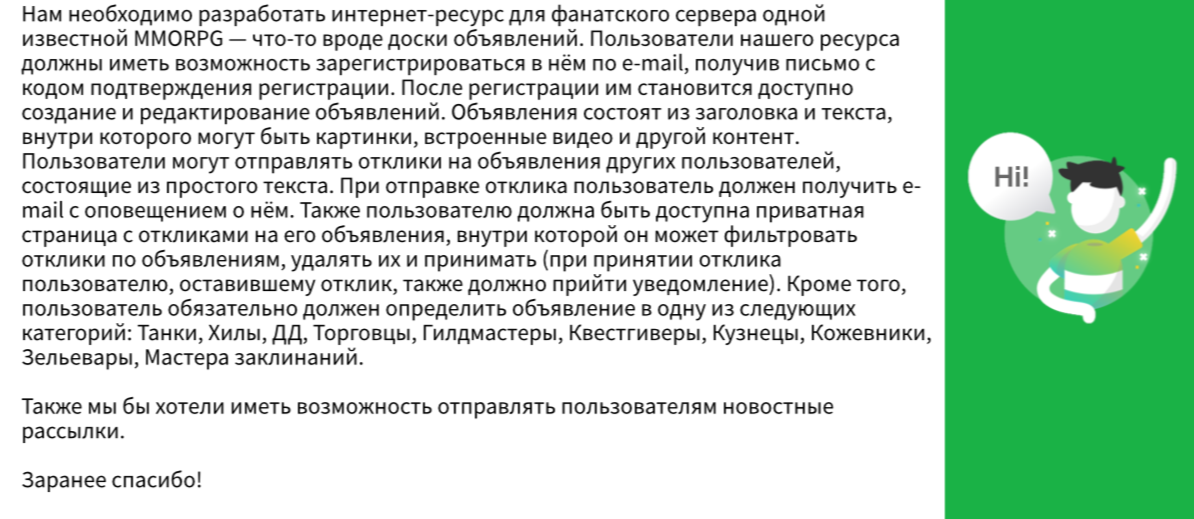 Нам необходимо разработать интернет-ресурс для фанатского сервера одной
известной MMORPG — что-то вроде доски объявлений. Пользователи нашего ресурса
должны иметь возможность зарегистрироваться в нём по e-mail, получив письмо с
кодом подтверждения регистрации. После регистрации им становится доступно
создание и редактирование объявлений. Объявления состоят из заголовка и текста,
внутри которого могут быть картинки, встроенные видео и другой контент.
Пользователи могут отправлять отклики на объявления других пользователей,
состоящие из простого текста. При отправке отклика пользователь должен получить e-
mail с оповещением о нём. Также пользователю должна быть доступна приватная
страница с откликами на его объявления, внутри которой он может фильтровать
отклики по объявлениям, удалять их и принимать (при принятии отклика
пользователю, оставившему отклик, также должно прийти уведомление). Кроме того,
пользователь обязательно должен определить объявление в одну из следующих
категорий: Танки, Хилы, ДД, Торговцы, Гилдмастеры, Квестгиверы, Кузнецы, Кожевники,
Зельевары, Мастера заклинаний.
Также мы бы хотели иметь возможность отправлять пользователям новостные
рассылки.
Заранее спасибо!
Hi!